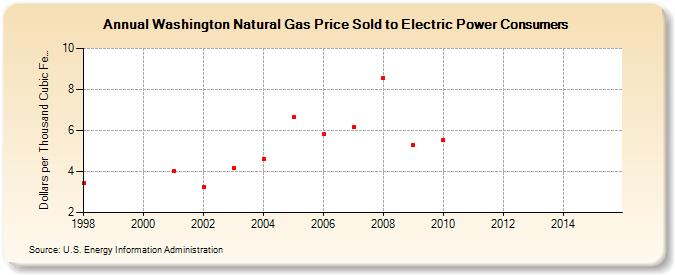 Annual Washington Natural Gas Price Sold to Electric Power Consumers
Dollars per Thousand Cubic Fe...
10
8
6
4
2
1998 2000 2002 2004 2006 2008 2010 2012 2014
Source: U.S. Energy Information Administration